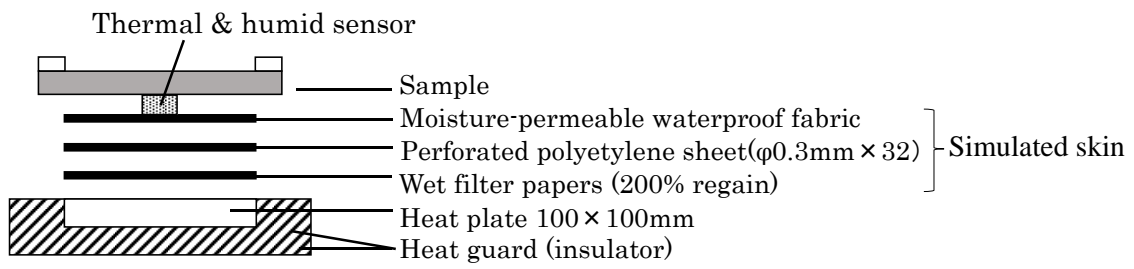 Thermal & humid sensor
Sample
Moisture-permeable waterproof fabric
Perforated polyetylene sheet(φ0.3mm×32)
Simulated skin
Wet filter papers (200% regain)
Heat plate 100×100mm
Heat guard (insulator)